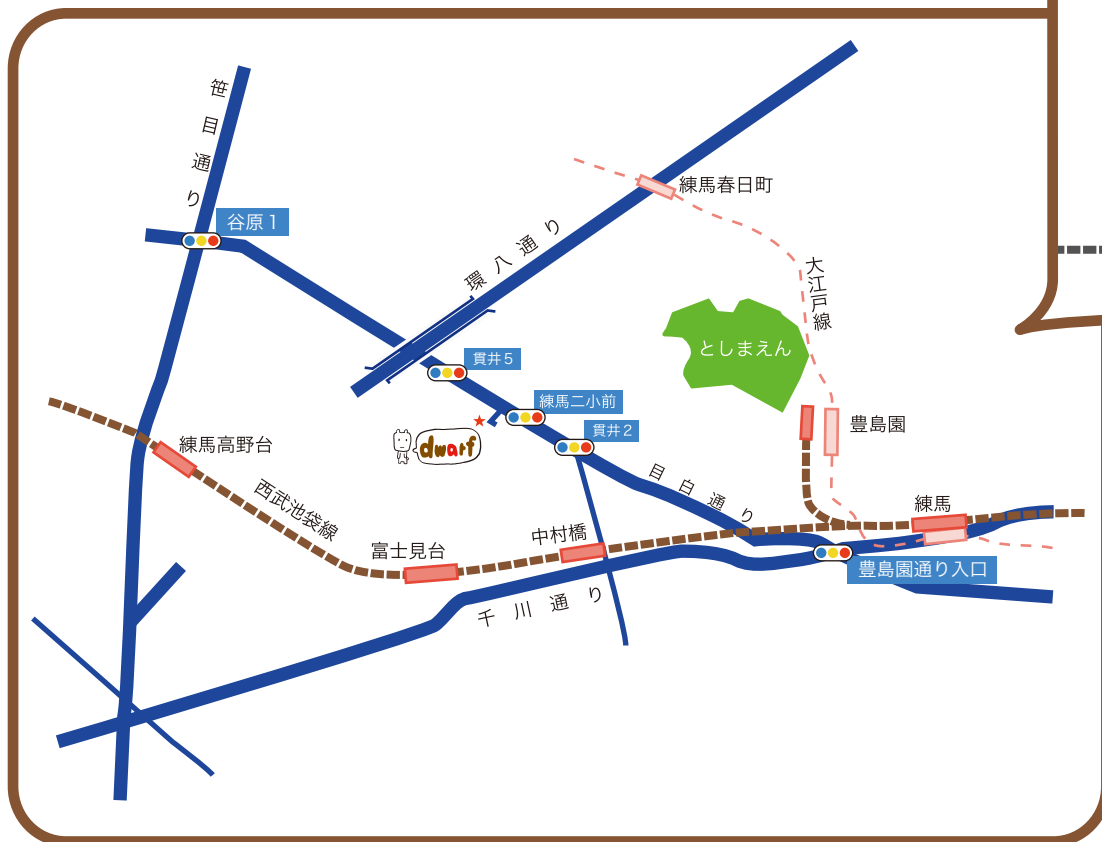 笹目通り
谷原１
練馬春日町
環八通り
大江戸線
としまえん
貫井５
練馬二小前
貫井２
dwarf
豊島園
練馬高野台
西武池袋線
目白通り
練馬
中村橋
富士見台
豊島園通り入口
千川通り